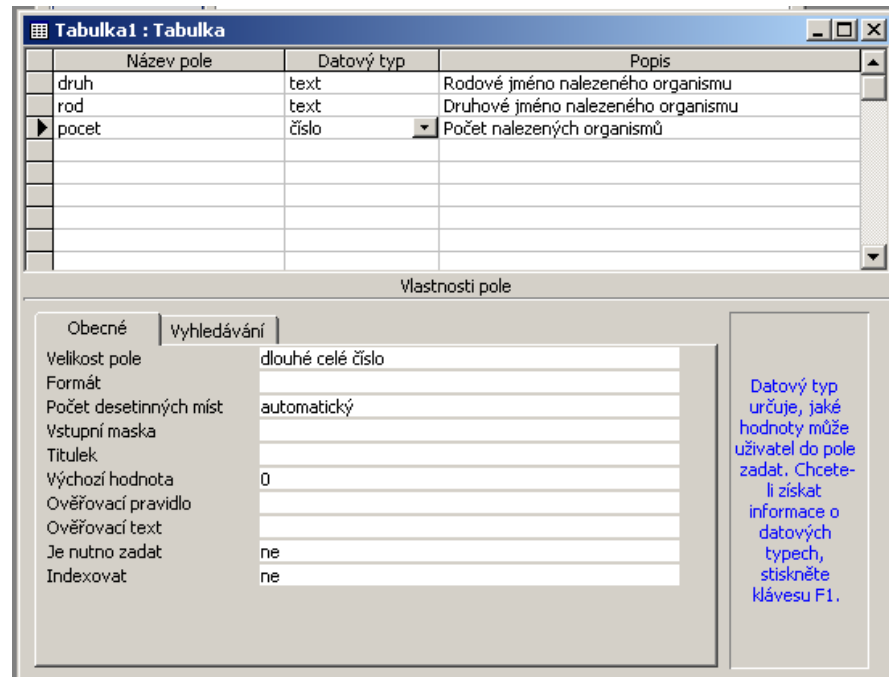 Tabulka1 : Tabulka
Název pole Datový typ Popis
druh text Rodové jméno nalezeného organismu
rod text Druhové jméno nalezeného organismu
pocet číslo Počet nalezených organismů
Vlastnosti pole
Obecné Vyhledávání
Velikost pole dlouhé celé číslo
Formát
Počet desetinných míst automatický
Vstupní maska
Titulek
Výchozí hodnota 0
Ověřovací pravidlo
Ověřovací text
Je nutno zadat ne
Indexovat ne
Datový typ
určuje, jaké
hodnoty může
uživatel do pole
zadat. Chcete-
li získat
informace o
datových
typech,
stiskněte
klávesu F1.